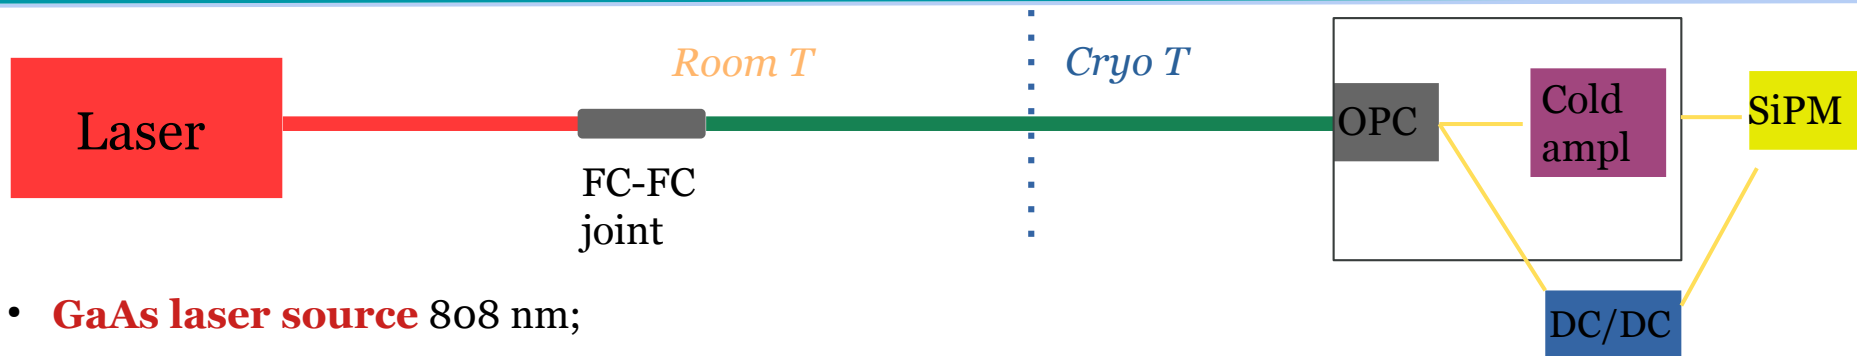 Room T
Cryo T
Laser
FC-FC
joint
OPC
Cold
ampl
SiPM
DC/DC
• GaAs laser source 808 nm;